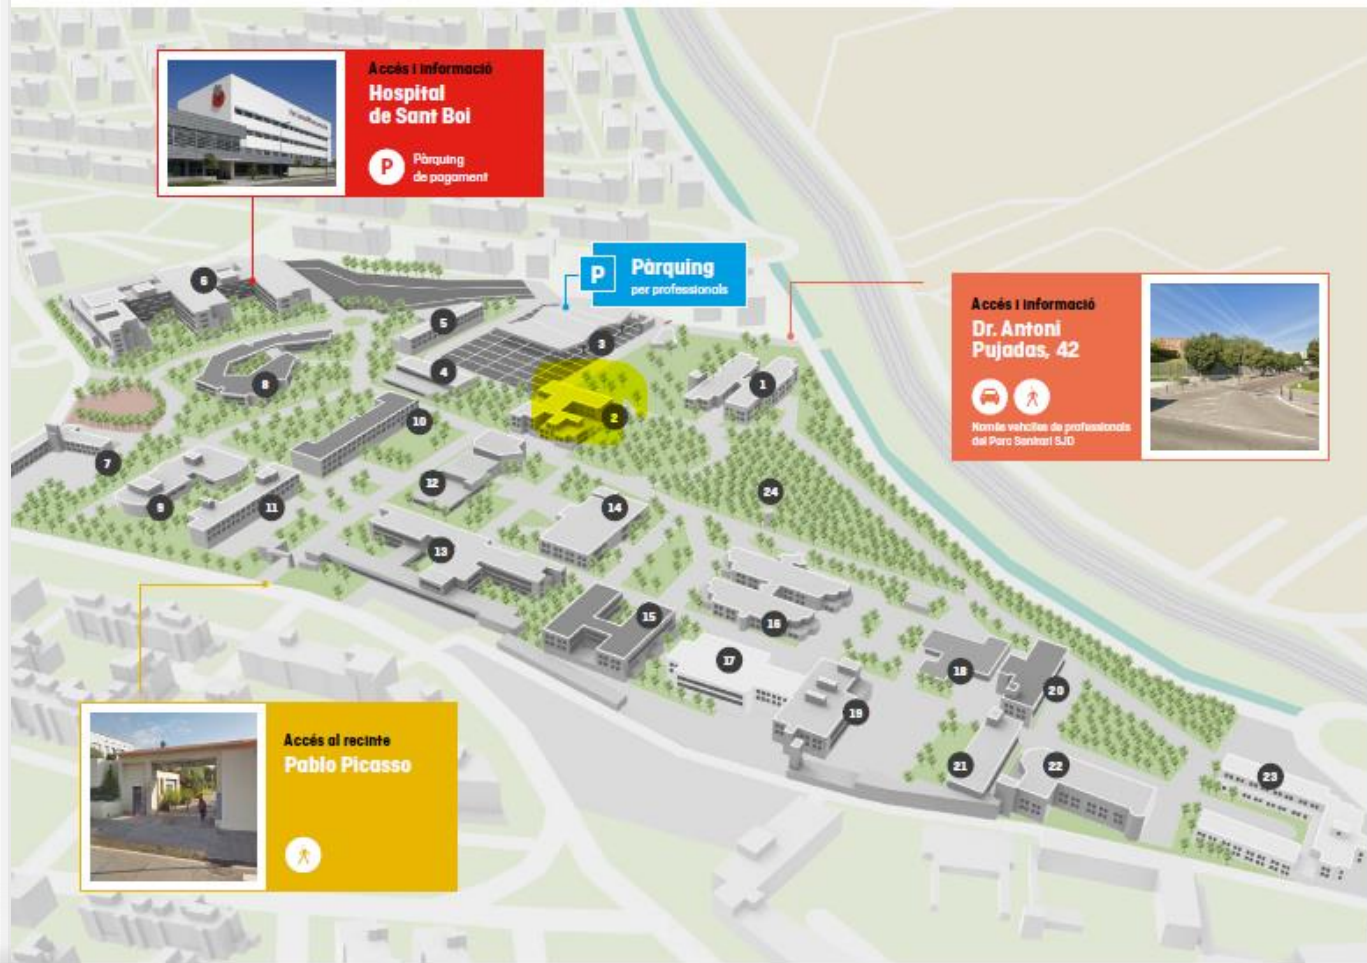 Accés i informació
Hospital
de Sant Boi
P
Pàrquing
de pagament
P
Pàrquing
per professionals
Accés i informació
Dr. Antoni
Pujadas, 42
Només vehicles de professionals
del Parc Sanitari SJD
6
5
3
4
8
1
2
10
7
12
24
9
11
14
13
15
16
17
18
20
19
21
22
23
Accés al recinte
Pablo Picasso